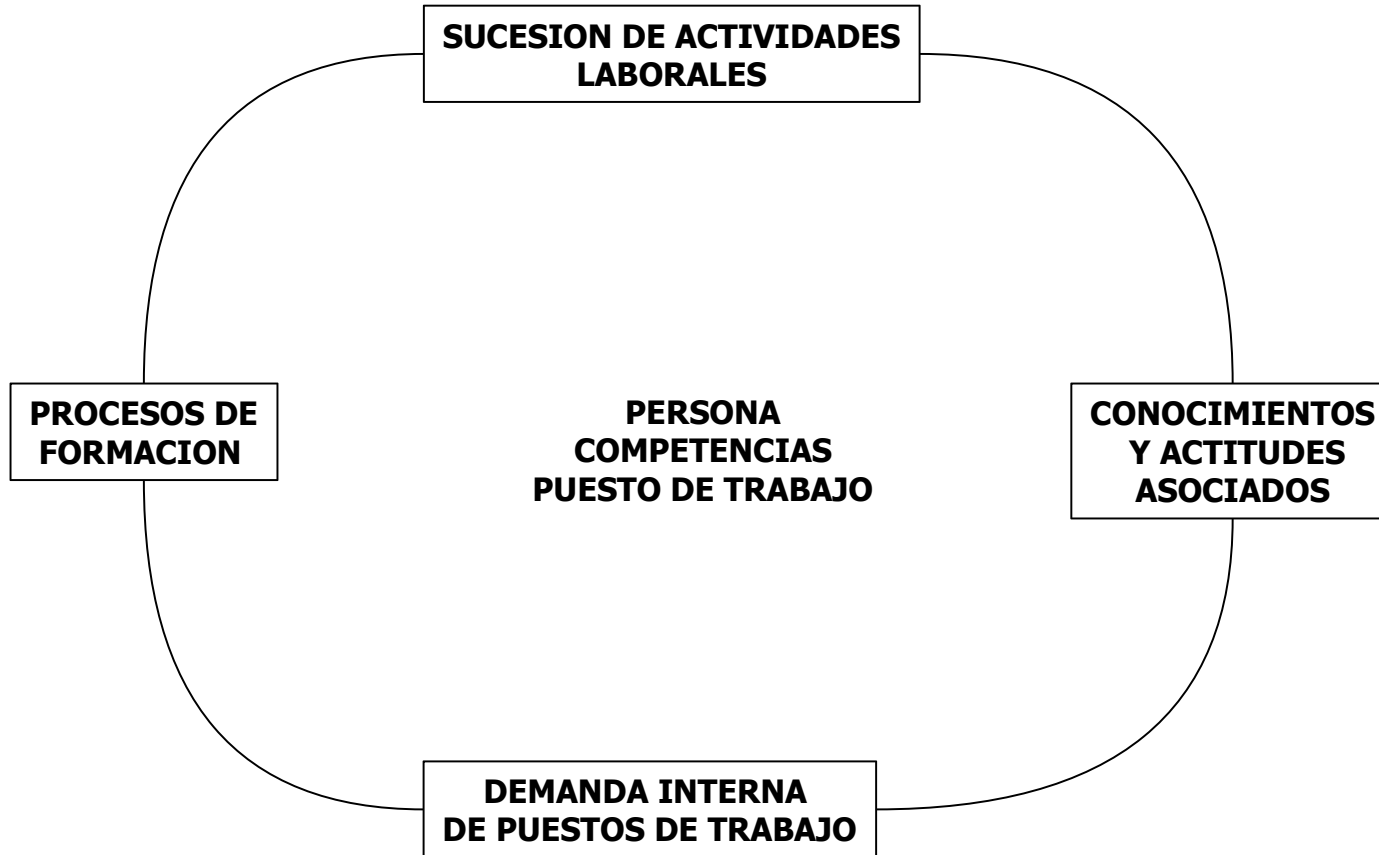 SUCESION DE ACTIVIDADES
LABORALES
PROCESOS DE
FORMACION
PERSONA
COMPETENCIAS
PUESTO DE TRABAJO
CONOCIMIENTOS
Y ACTITUDES
ASOCIADOS
DEMANDA INTERNA
DE PUESTOS DE TRABAJO